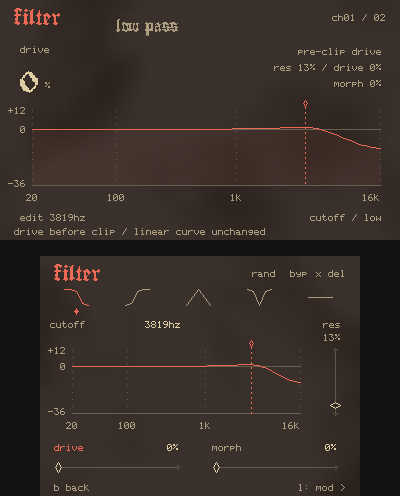 filter
low pass
ch01 / 02
drive
pre-clip drive
0 %
res 13% / drive 0%
morph 0%
+12
0
-36
20 100 1k 16k
edit 3819hz cutoff / low
drive before clip / linear curve unchanged
filter
rand byp x del
cutoff 3819hz res
13%
+12
0
-36
20 100 1k 16k
drive 0% morph 0%
b back l: mod >